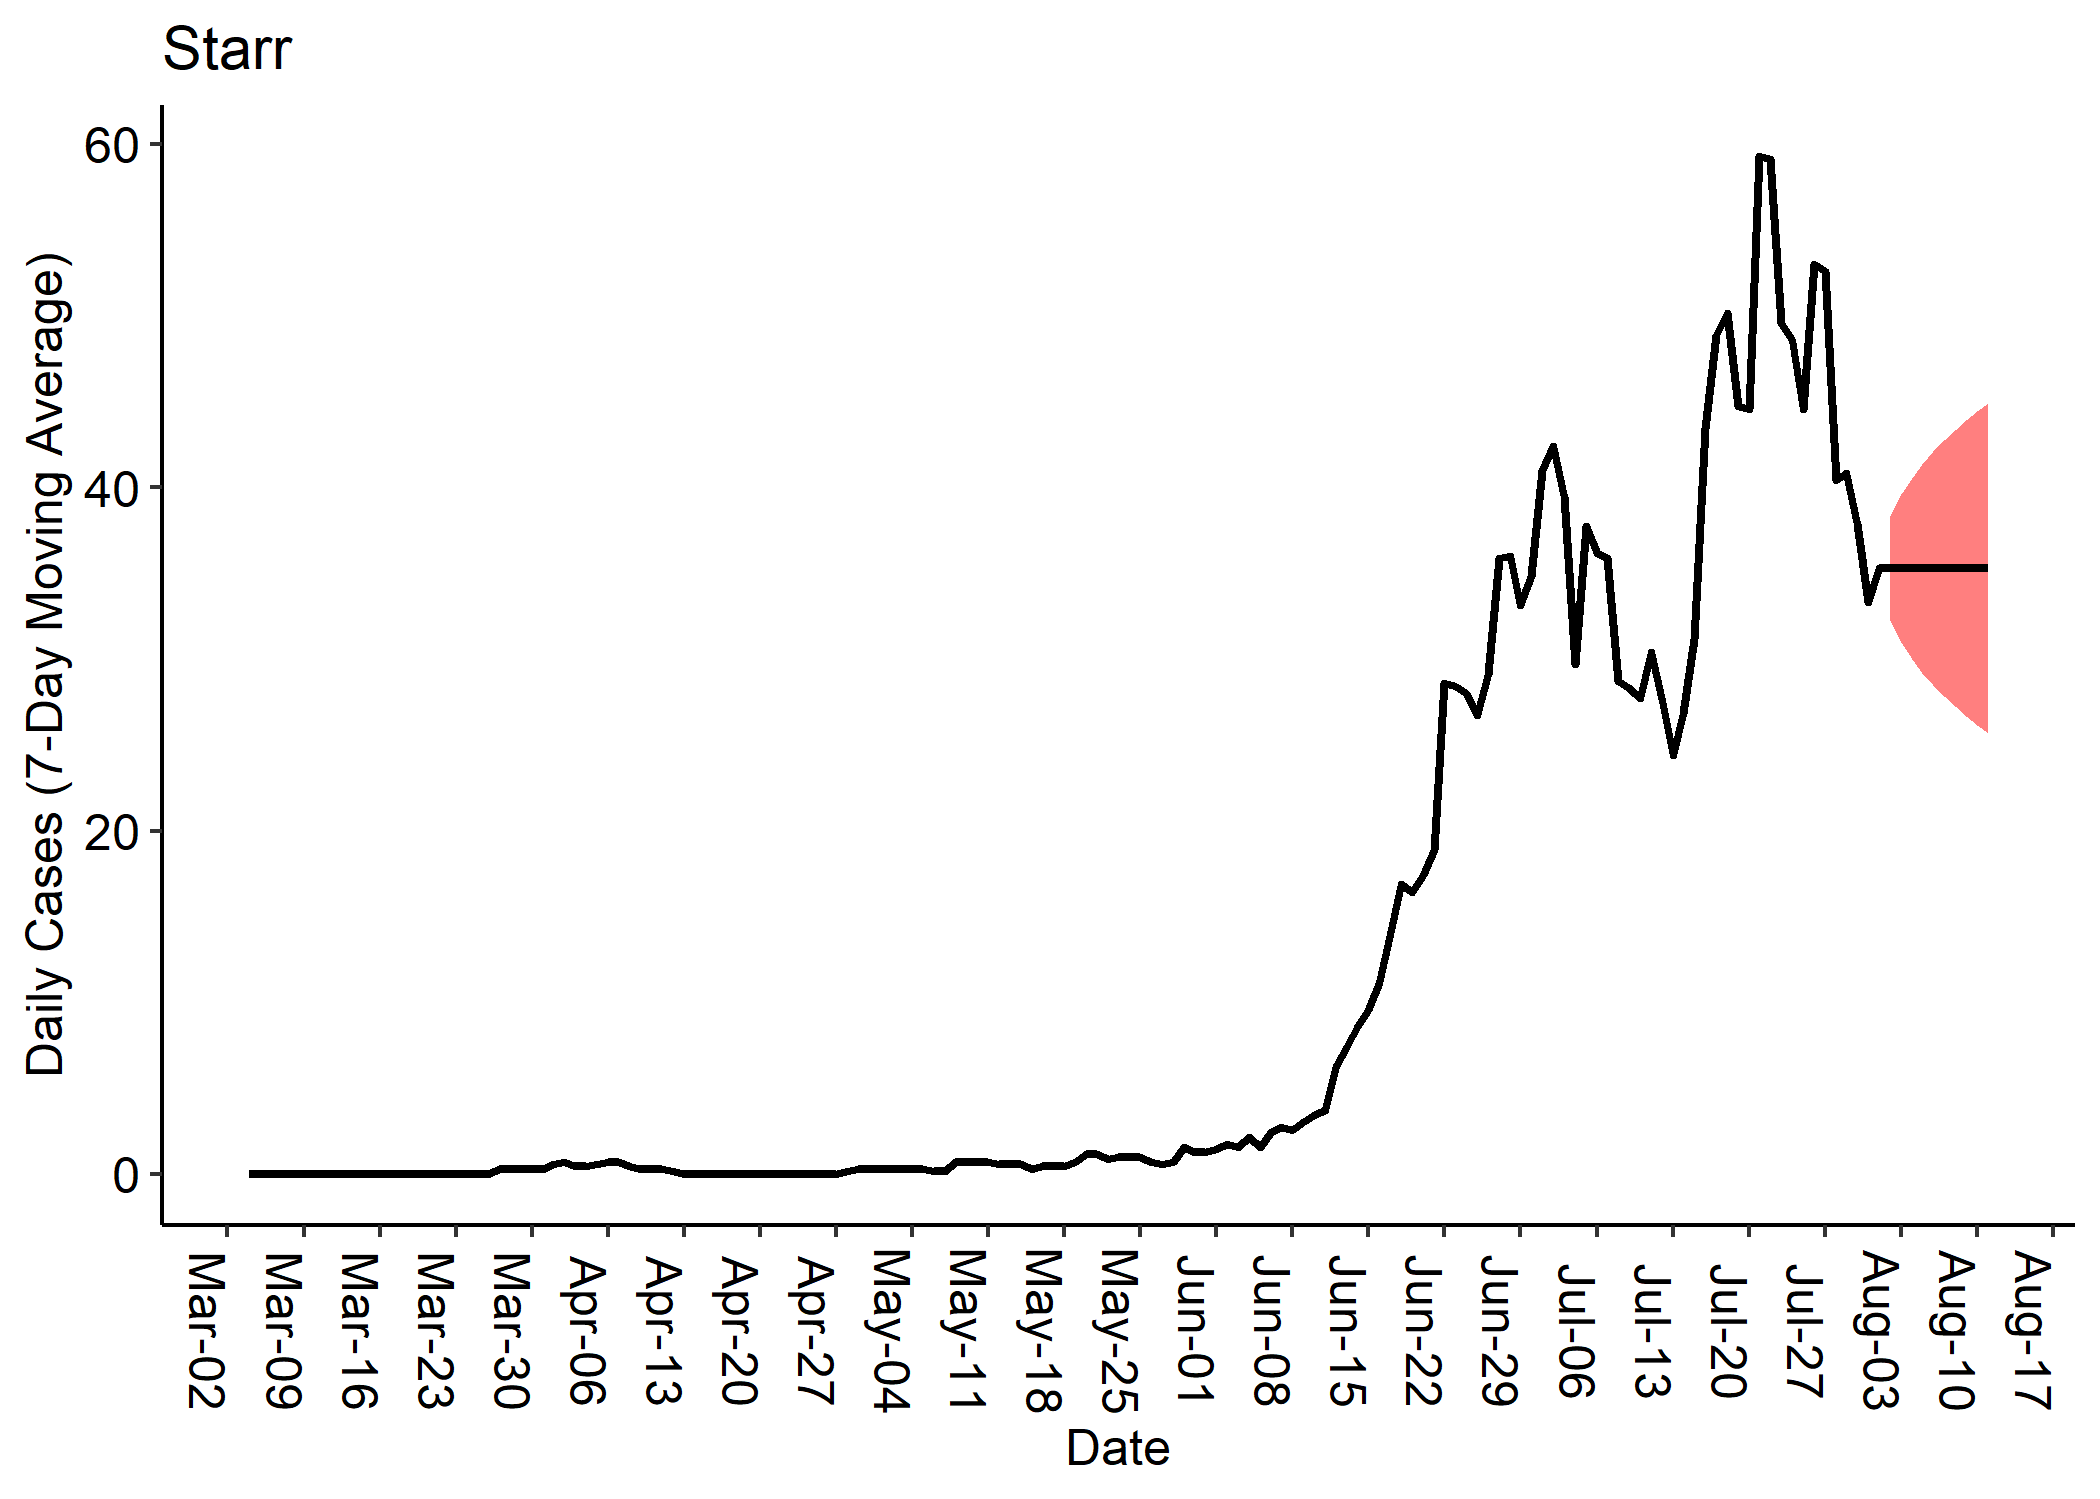 Starr
Daily Cases (7-Day Moving Average)
60
40
20
0
Mar-02
Mar-09
Mar-16
Mar-23
Mar-30
Apr-06
Apr-13
Apr-20
Apr-27
May-04
May-11
May-18
May-25
Jun-01
Jun-08
Jun-15
Jun-22
Jun-29
Jul-06
Jul-13
Jul-20
Jul-27
Aug-03
Aug-10
Aug-17
Date